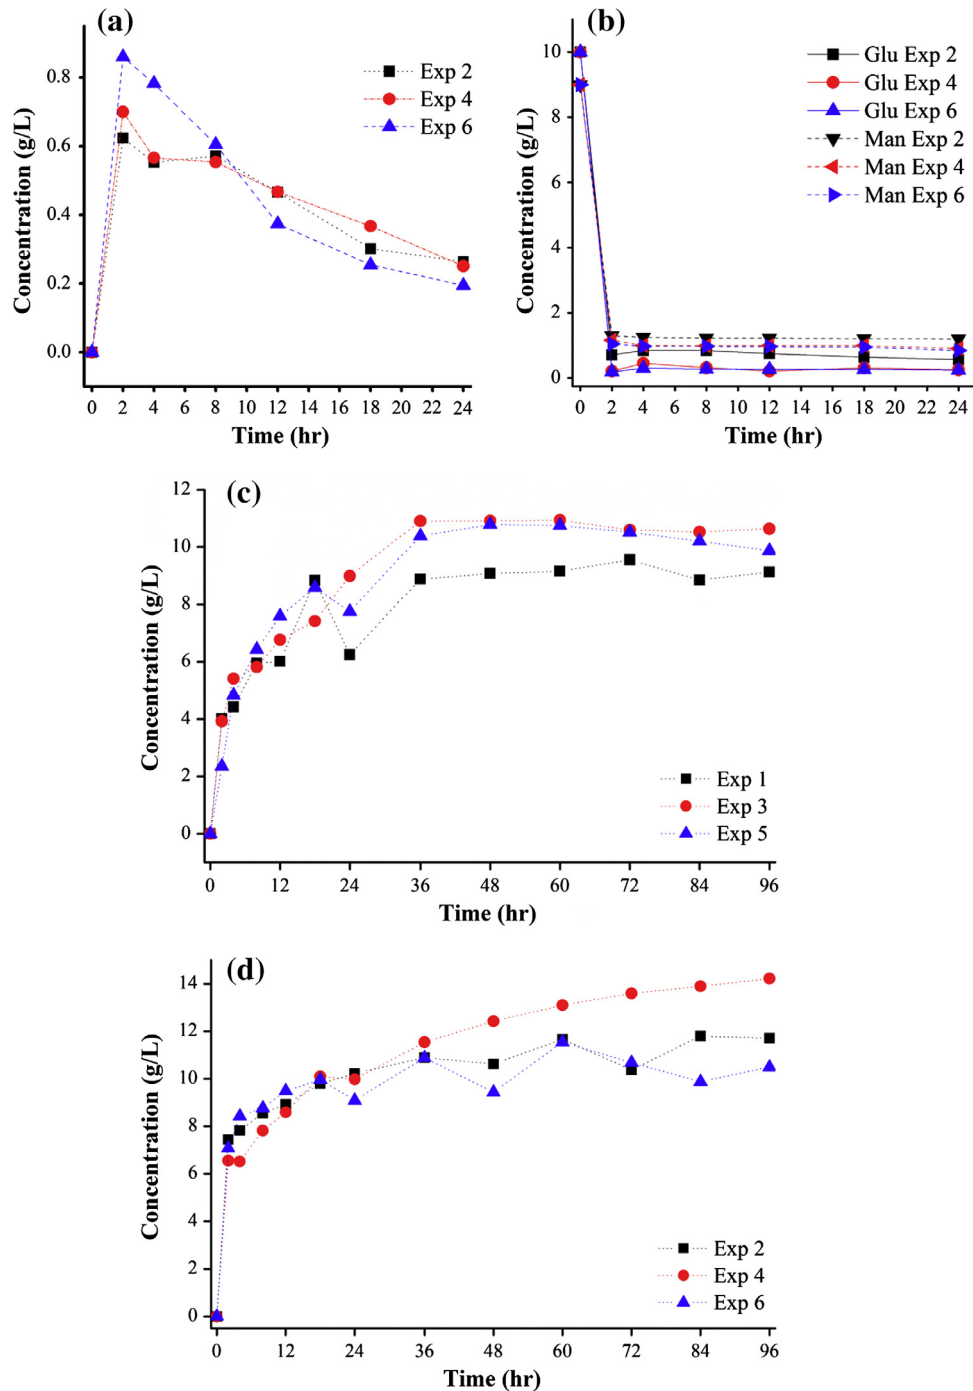 (a)
Concentration (g/L)
0.8
0.6
0.4
0.2
0.0
Exp 2
Exp 4
Exp 6
0 2 4 6 8 10 12 14 16 18 20 22 24
Time (hr)
(b)
Concentration (g/L)
10
8
6
4
2
0
Glu Exp 2
Glu Exp 4
Glu Exp 6
Man Exp 2
Man Exp 4
Man Exp 6
0 2 4 6 8 10 12 14 16 18 20 22 24
Time (hr)
(c)
Concentration (g/L)
12
10
8
6
4
2
0
Exp 1
Exp 3
Exp 5
0 12 24 36 48 60 72 84 96
Time (hr)
(d)
Concentration (g/L)
14
12
10
8
6
4
2
0
Exp 2
Exp 4
Exp 6
0 12 24 36 48 60 72 84 96
Time (hr)